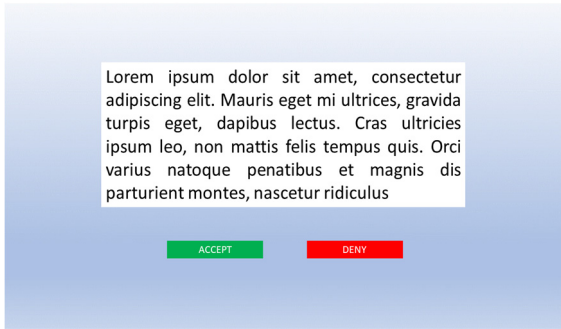 Lorem ipsum dolor sit amet, consectetur
adipiscing elit. Mauris eget mi ultrices, gravida
turpis eget, dapibus lectus. Cras ultricies
ipsum leo, non mattis felis tempus quis. Orci
varius natoque penatibus et magnis dis
parturient montes, nascetur ridiculus
ACCEPT
DENY